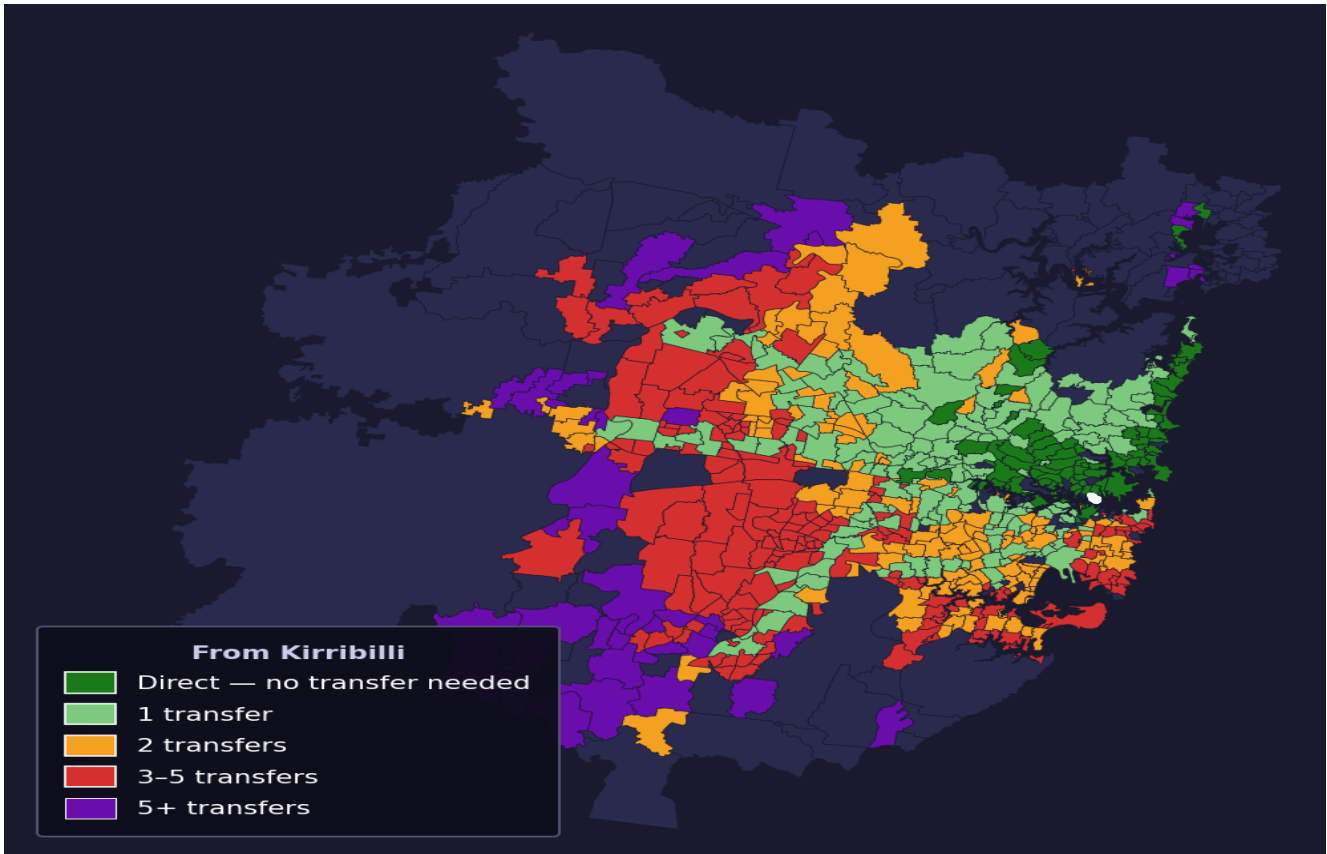 From Kirribilli
Direct — no transfer needed
1 transfer
2 transfers
3–5 transfers
5+ transfers